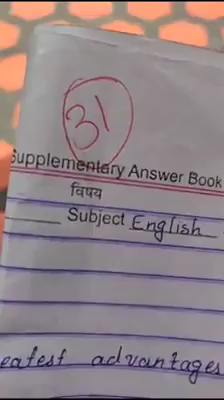 31
Supplementary Answer Book
विषय
Subject English
eatest advantages